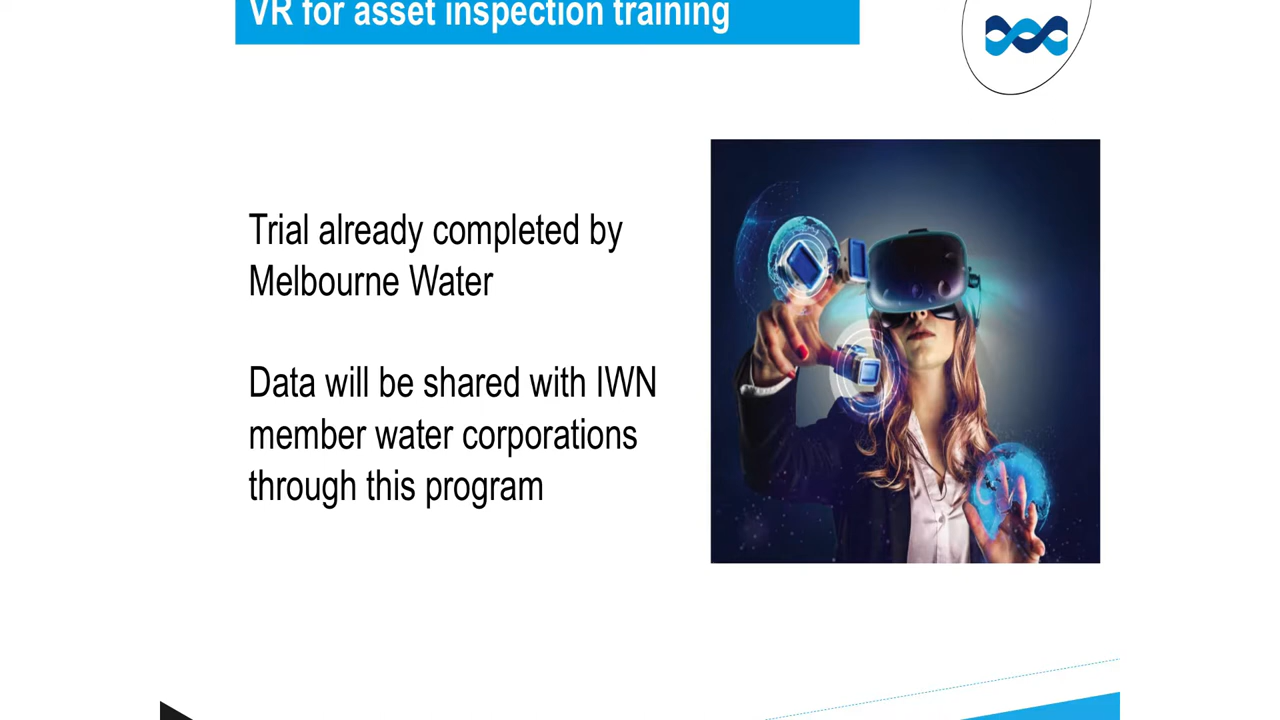 VR for asset inspection training
Trial already completed by
Melbourne Water
Data will be shared with IWN
member water corporations
through this program